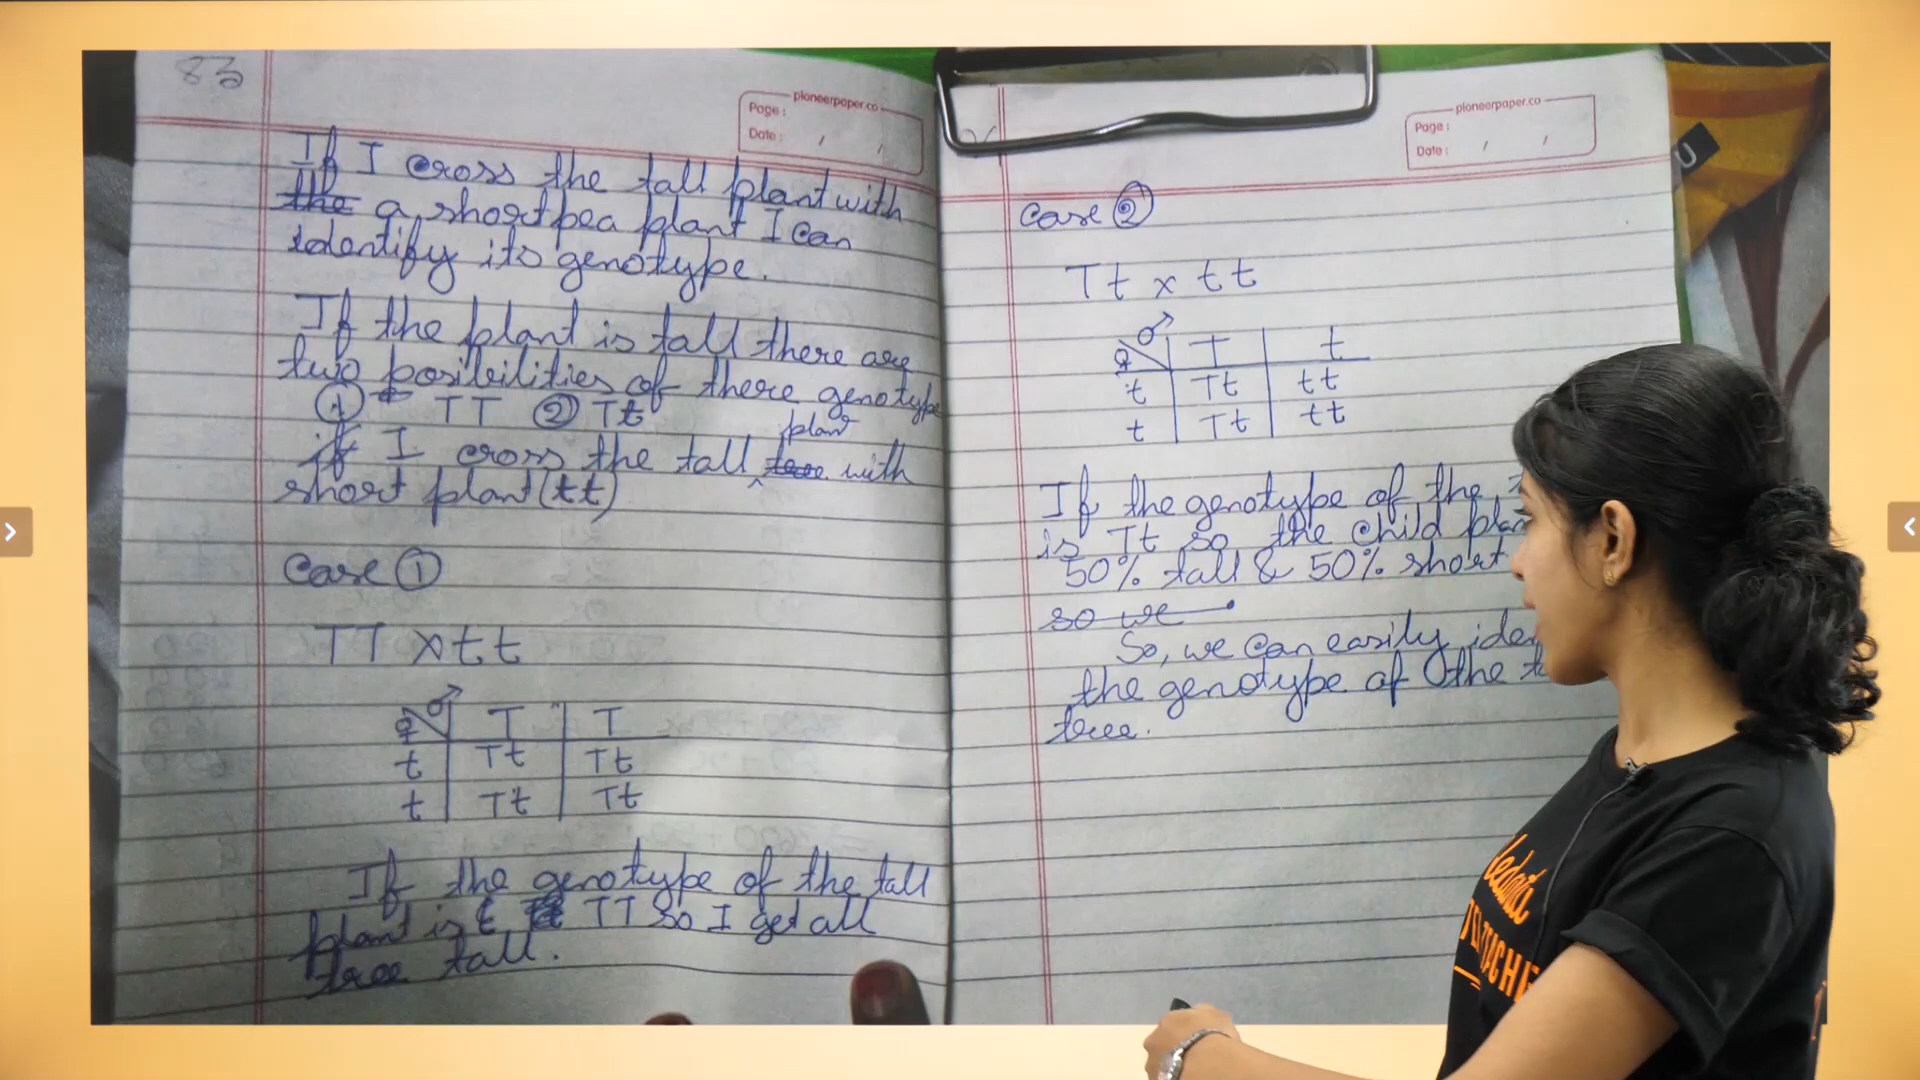 83
pioneerpaper.co
Page :
Date : / /
If I cross the tall plant with
the a short pea plant I can
identify its genotype.
If the plant is tall there are
two posibilities of there genotype
① TT ② Tt
plant
if I cross the tall tree with
short plant (tt)
Case ①
TT x tt
♀ ♂ T T
t Tt Tt
t Tt Tt
If the genotype of the tall
plant is t TT so I get all
tree tall.
pioneerpaper.co
Page :
Date : / /
Case ②
Tt x tt
♀ ♂ T t
t Tt tt
t Tt tt
If the genotype of the
is Tt so the child
50% tall & 50% short
so we
So, we can easily
the genotype of the
tree.
U